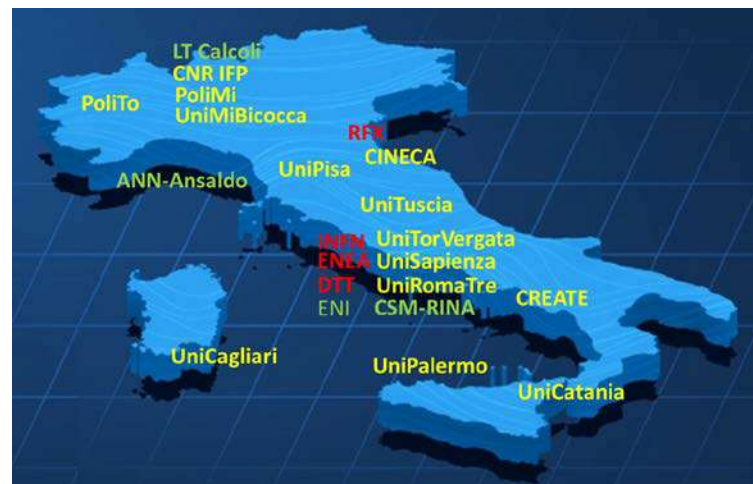 LT Calcoli
CNR IFP
PoliTo
PoliMi
UniMiBicocca
RFX
CINECA
UniPisa
ANN-Ansaldo
UniTuscia
INFN UniTorVergata
ENEA UniSapienza
DTT UniRomaTre
ENI CSM-RINA
CREATE
UniCagliari
UniPalermo
UniCatania